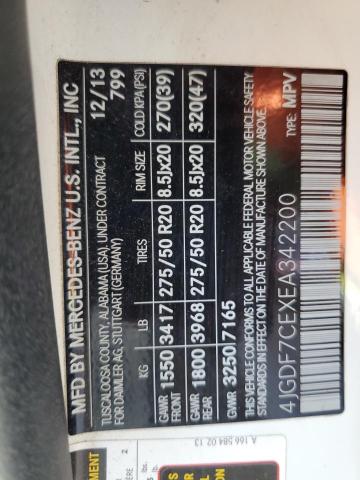 MFD BY MERCEDES-BENZ U.S. INTL., INC
TUSCALOOSA COUNTY, ALABAMA (USA), UNDER CONTRACT 12/13
FOR DAIMLER AG, STUTTGART (GERMANY) 799
KG LB TIRES RIM SIZE COLD KPA (PSI)
GAWR FRONT 1550 3417 275/50 R20 8.5Jx20 270(39)
GAWR REAR 1800 3968 275/50 R20 8.5Jx20 320(47)
GVWR 3250 7165
THIS VEHICLE CONFORMS TO ALL APPLICABLE FEDERAL MOTOR VEHICLE SAFETY
STANDARDS IN EFFECT ON THE DATE OF MANUFACTURE SHOWN ABOVE.
4JGDF7CEXEA342200 TYPE: MPV
A 166 584 02 13
2
lbs.